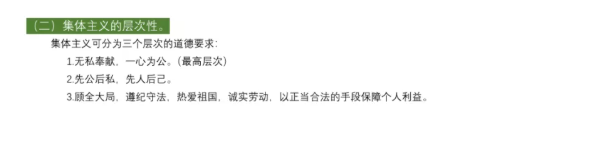 （二）集体主义的层次性。
集体主义可分为三个层次的道德要求：
1.无私奉献，一心为公。（最高层次）
2.先公后私，先人后己。
3.顾全大局，遵纪守法，热爱祖国，诚实劳动，以正当合法的手段保障个人利益。